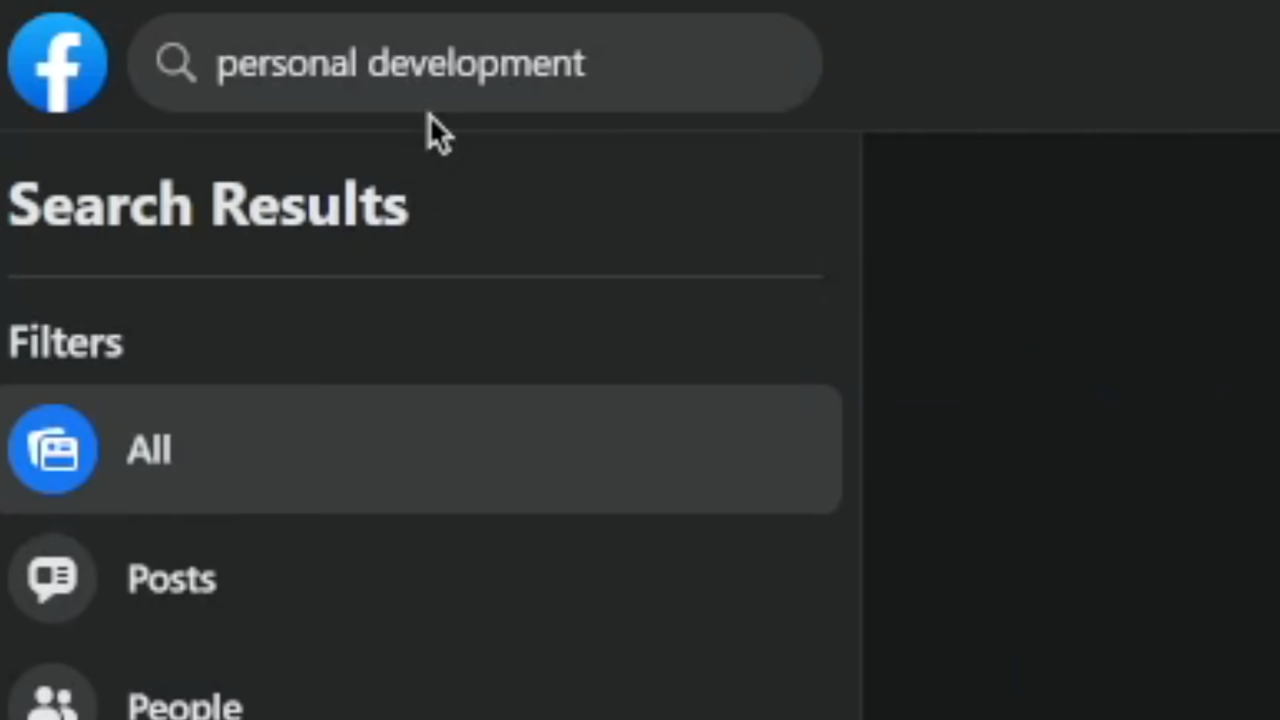 personal development
Search Results
Filters
All
Posts
People